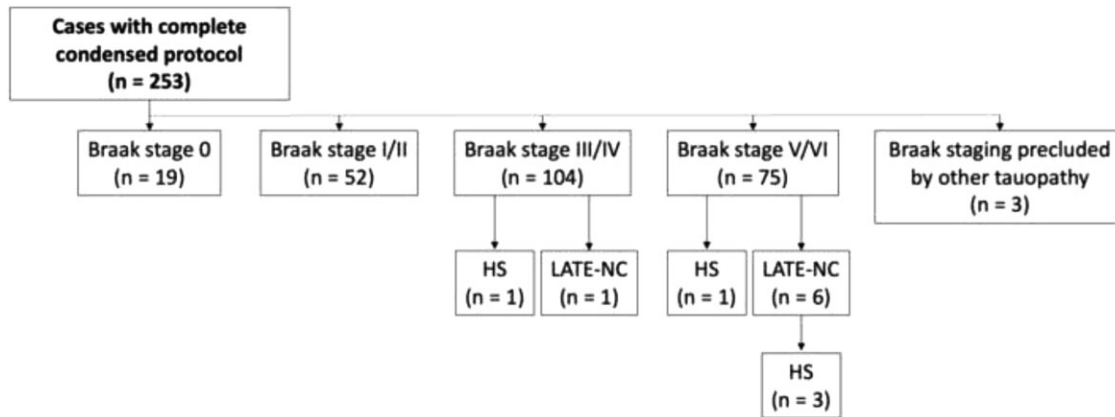 Cases with complete
condensed protocol
(n = 253)
Braak stage 0
(n = 19)
Braak stage I/II
(n = 52)
Braak stage III/IV
(n = 104)
Braak stage V/VI
(n = 75)
Braak staging precluded
by other tauopathy
(n = 3)
HS
(n = 1)
LATE-NC
(n = 1)
HS
(n = 1)
LATE-NC
(n = 6)
HS
(n = 3)